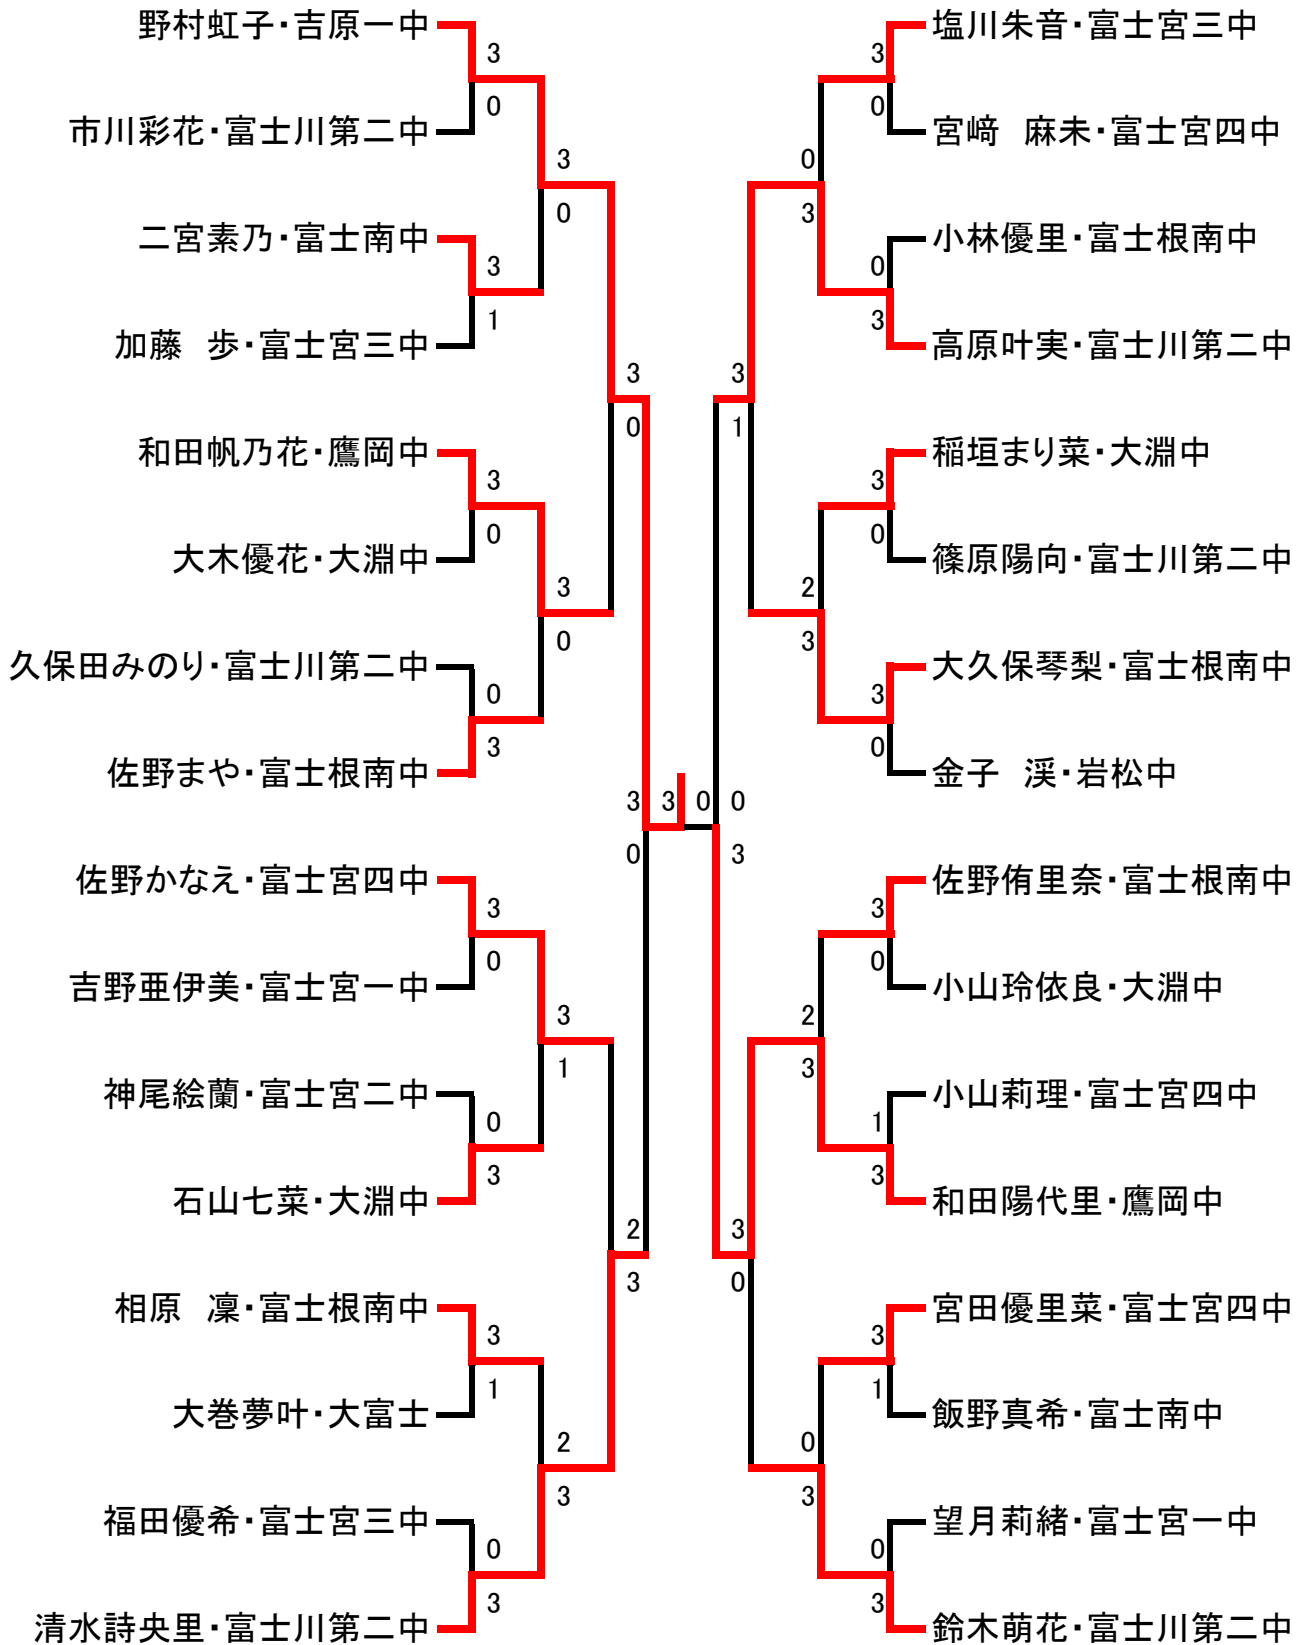 野村虹子・吉原一中
3
0
市川彩花・富士川第二中
3
0
二宮素乃・富士南中
3
1
加藤　歩・富士宮三中
3
0
和田帆乃花・鷹岡中
3
0
大木優花・大淵中
3
0
久保田みのり・富士川第二中
0
3
佐野まや・富士根南中
3
0
佐野かなえ・富士宮四中
3
0
吉野亜伊美・富士宮一中
3
1
神尾絵蘭・富士宮二中
0
3
石山七菜・大淵中
2
3
相原　凜・富士根南中
3
1
大巻夢叶・大富士
2
3
福田優希・富士宮三中
0
3
清水詩央里・富士川第二中
3 0
塩川朱音・富士宮三中
3
0
宮﨑　麻未・富士宮四中
0
3
小林優里・富士根南中
0
3
高原叶実・富士川第二中
3
1
稲垣まり菜・大淵中
3
0
篠原陽向・富士川第二中
2
3
大久保琴梨・富士根南中
3
0
金子　渓・岩松中
0
3
佐野侑里奈・富士根南中
3
0
小山玲依良・大淵中
2
3
小山莉理・富士宮四中
1
3
和田陽代里・鷹岡中
3
0
宮田優里菜・富士宮四中
3
1
飯野真希・富士南中
0
3
望月莉緒・富士宮一中
0
3
鈴木萌花・富士川第二中